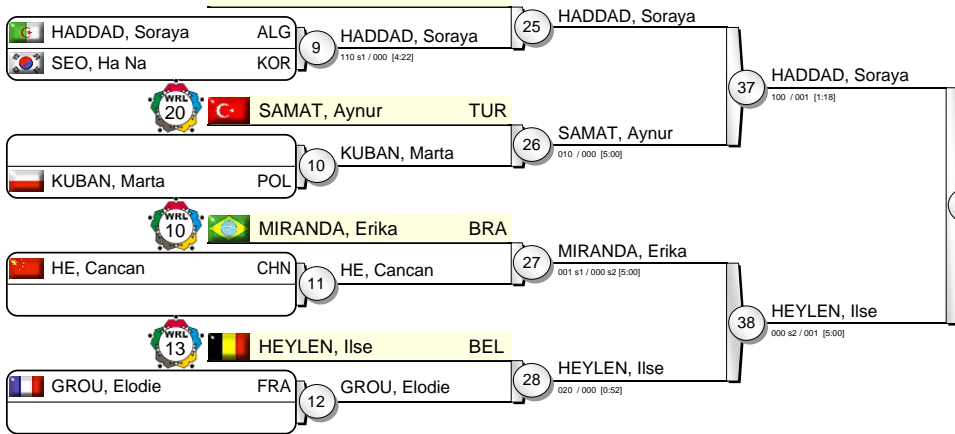 HADDAD, Soraya ALG
SEO, Ha Na KOR
9
HADDAD, Soraya
110 s1 / 000 [4:22]
25
HADDAD, Soraya
WRL
20
SAMAT, Aynur TUR
KUBAN, Marta POL
10
KUBAN, Marta
26
SAMAT, Aynur
010 / 000 [5:00]
37
HADDAD, Soraya
100 / 001 [1:18]
WRL
10
MIRANDA, Erika BRA
HE, Cancan CHN
11
HE, Cancan
27
MIRANDA, Erika
001 s1 / 000 s2 [5:00]
WRL
13
HEYLEN, Ilse BEL
GROU, Elodie FRA
12
GROU, Elodie
28
HEYLEN, Ilse
020 / 000 [0:52]
38
HEYLEN, Ilse
000 s2 / 001 [5:00]